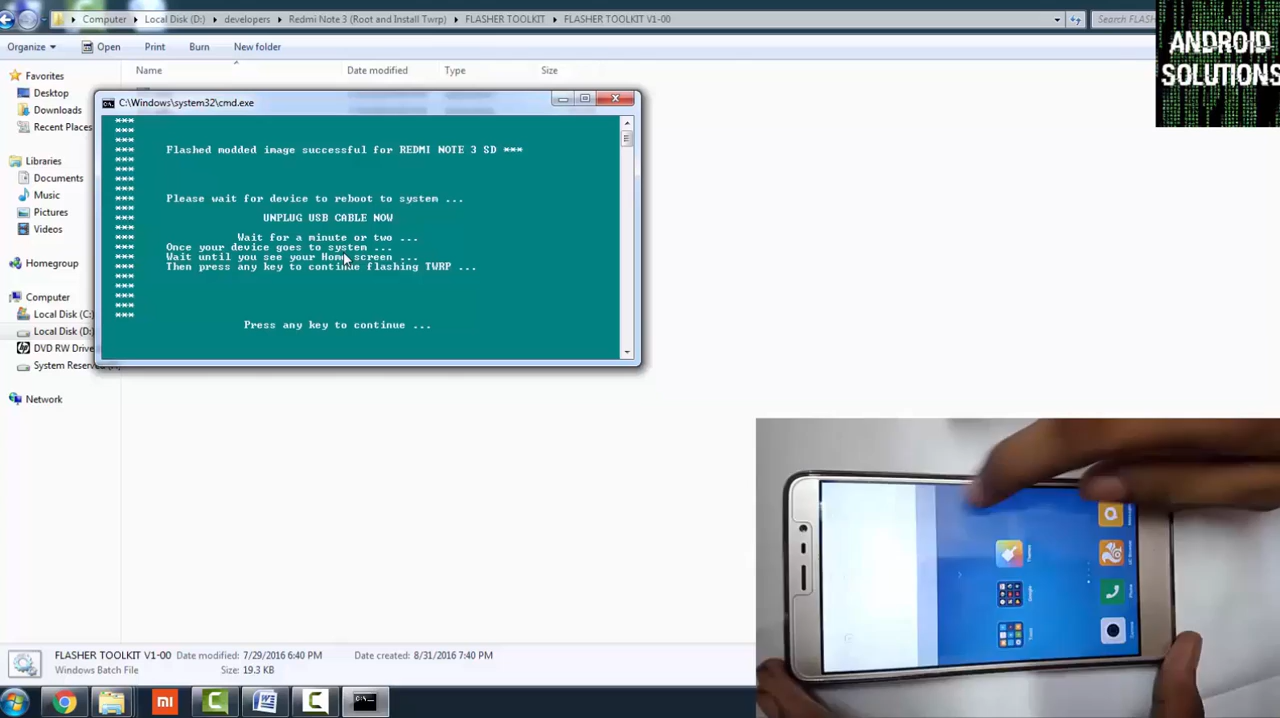 Computer ▸ Local Disk (D:) ▸ developers ▸ Redmi Note 3 (Root and Install Twrp) ▸ FLASHER TOOLKIT ▸ FLASHER TOOLKIT V1-00
Search FLASH
Organize ▾ Open Print Burn New folder
ANDROID
SOLUTIONS
Name Date modified Type Size
Favorites
Desktop
Downloads
Recent Places
Libraries
Documents
Music
Pictures
Videos
Homegroup
Computer
Local Disk (C:
Local Disk (D:)
DVD RW Drive
System Reserved
Network
C:\Windows\system32\cmd.exe
***
***
***
*** Flashed modded image successful for REDMI NOTE 3 SD ***
***
***
***
***
*** Please wait for device to reboot to system ...
***
*** UNPLUG USB CABLE NOW
***
*** Wait for a minute or two ...
*** Once your device goes to system ...
*** Wait until you see your Home screen ...
*** Then press any key to continue flashing TWRP ...
***
***
***
***
***
Press any key to continue ...
Themes
Google
Tools
Phone
FLASHER TOOLKIT V1-00 Date modified: 7/29/2016 6:40 PM Date created: 8/31/2016 7:40 PM
Windows Batch File Size: 19.3 KB